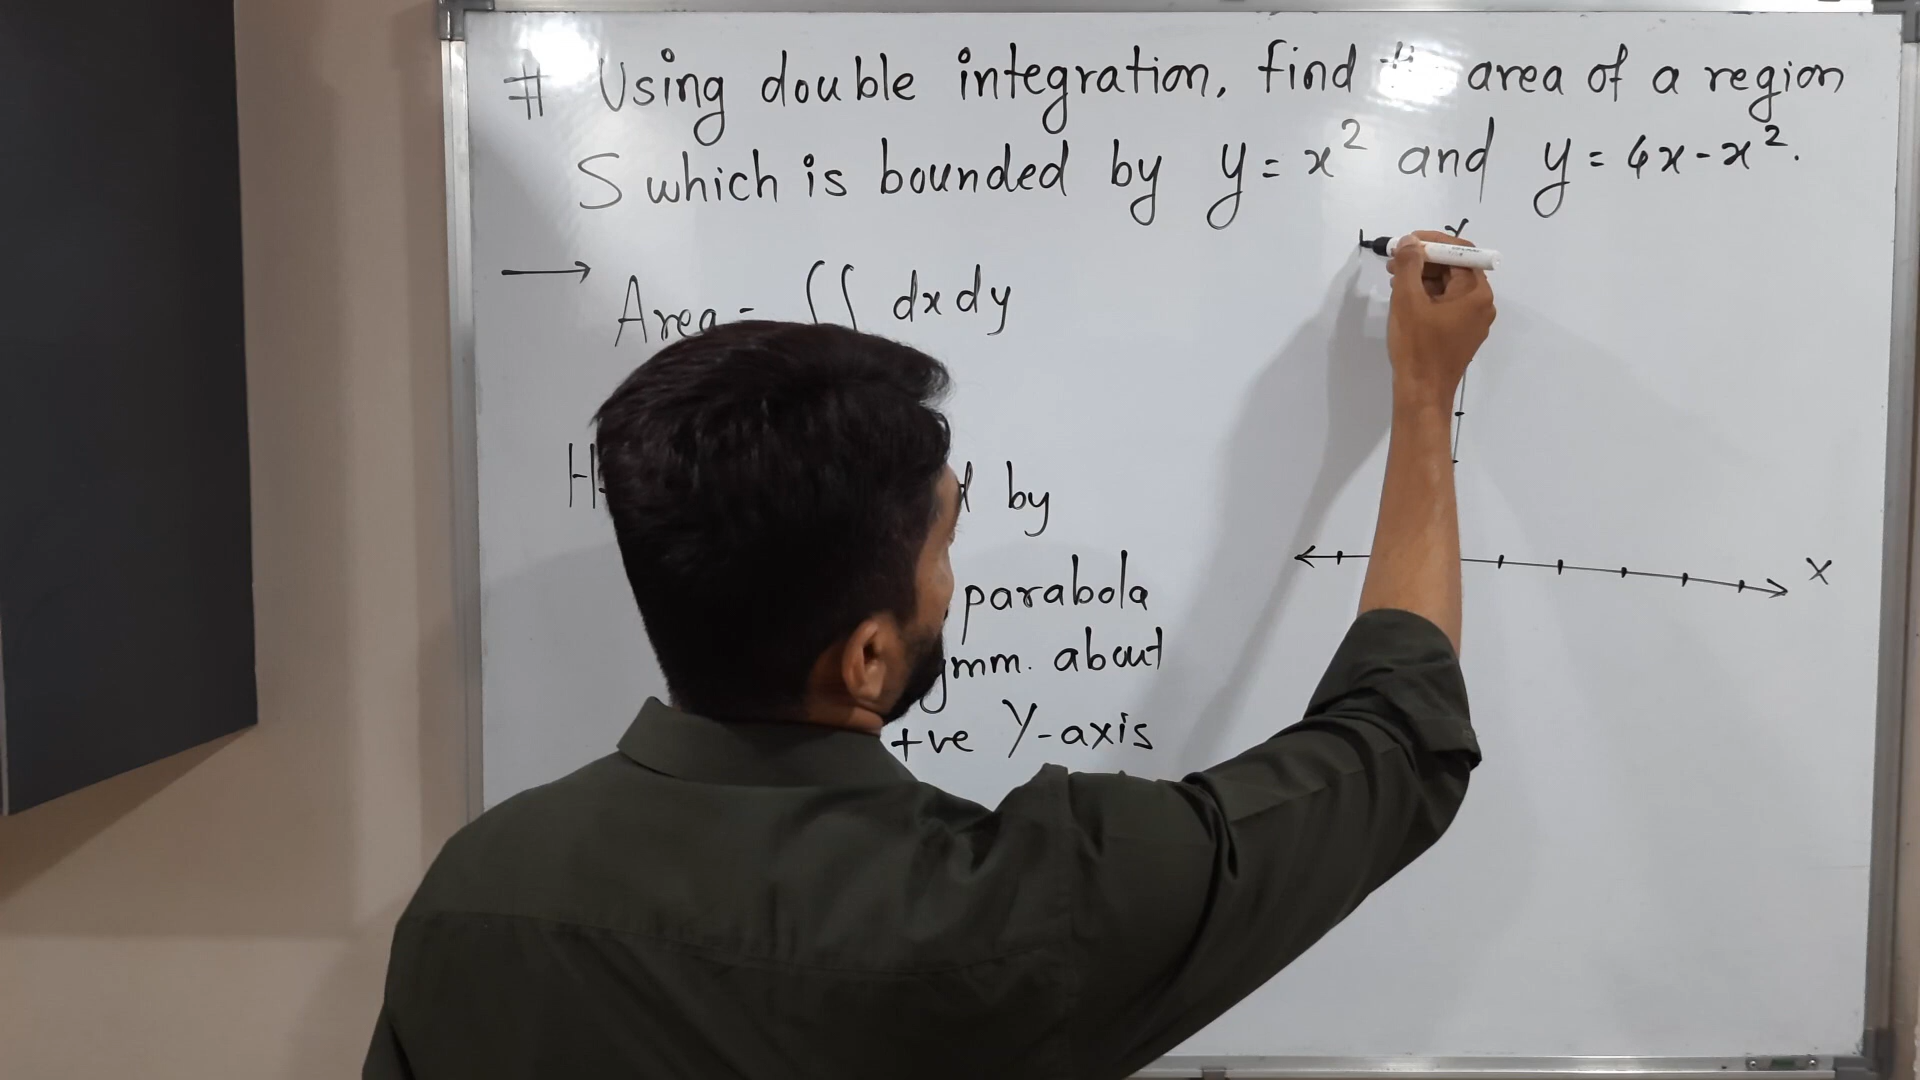 # Using double integration, find area of a region
S which is bounded by y = x² and y = 4x - x².
→ Area = ∫∫ dx dy
Y
by
parabola
X
about
+ve Y-axis